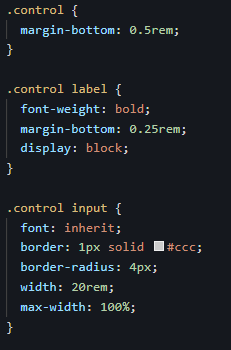 .control {
  margin-bottom: 0.5rem;
}

.control label {
  font-weight: bold;
  margin-bottom: 0.25rem;
  display: block;
}

.control input {
  font: inherit;
  border: 1px solid #ccc;
  border-radius: 4px;
  width: 20rem;
  max-width: 100%;
}